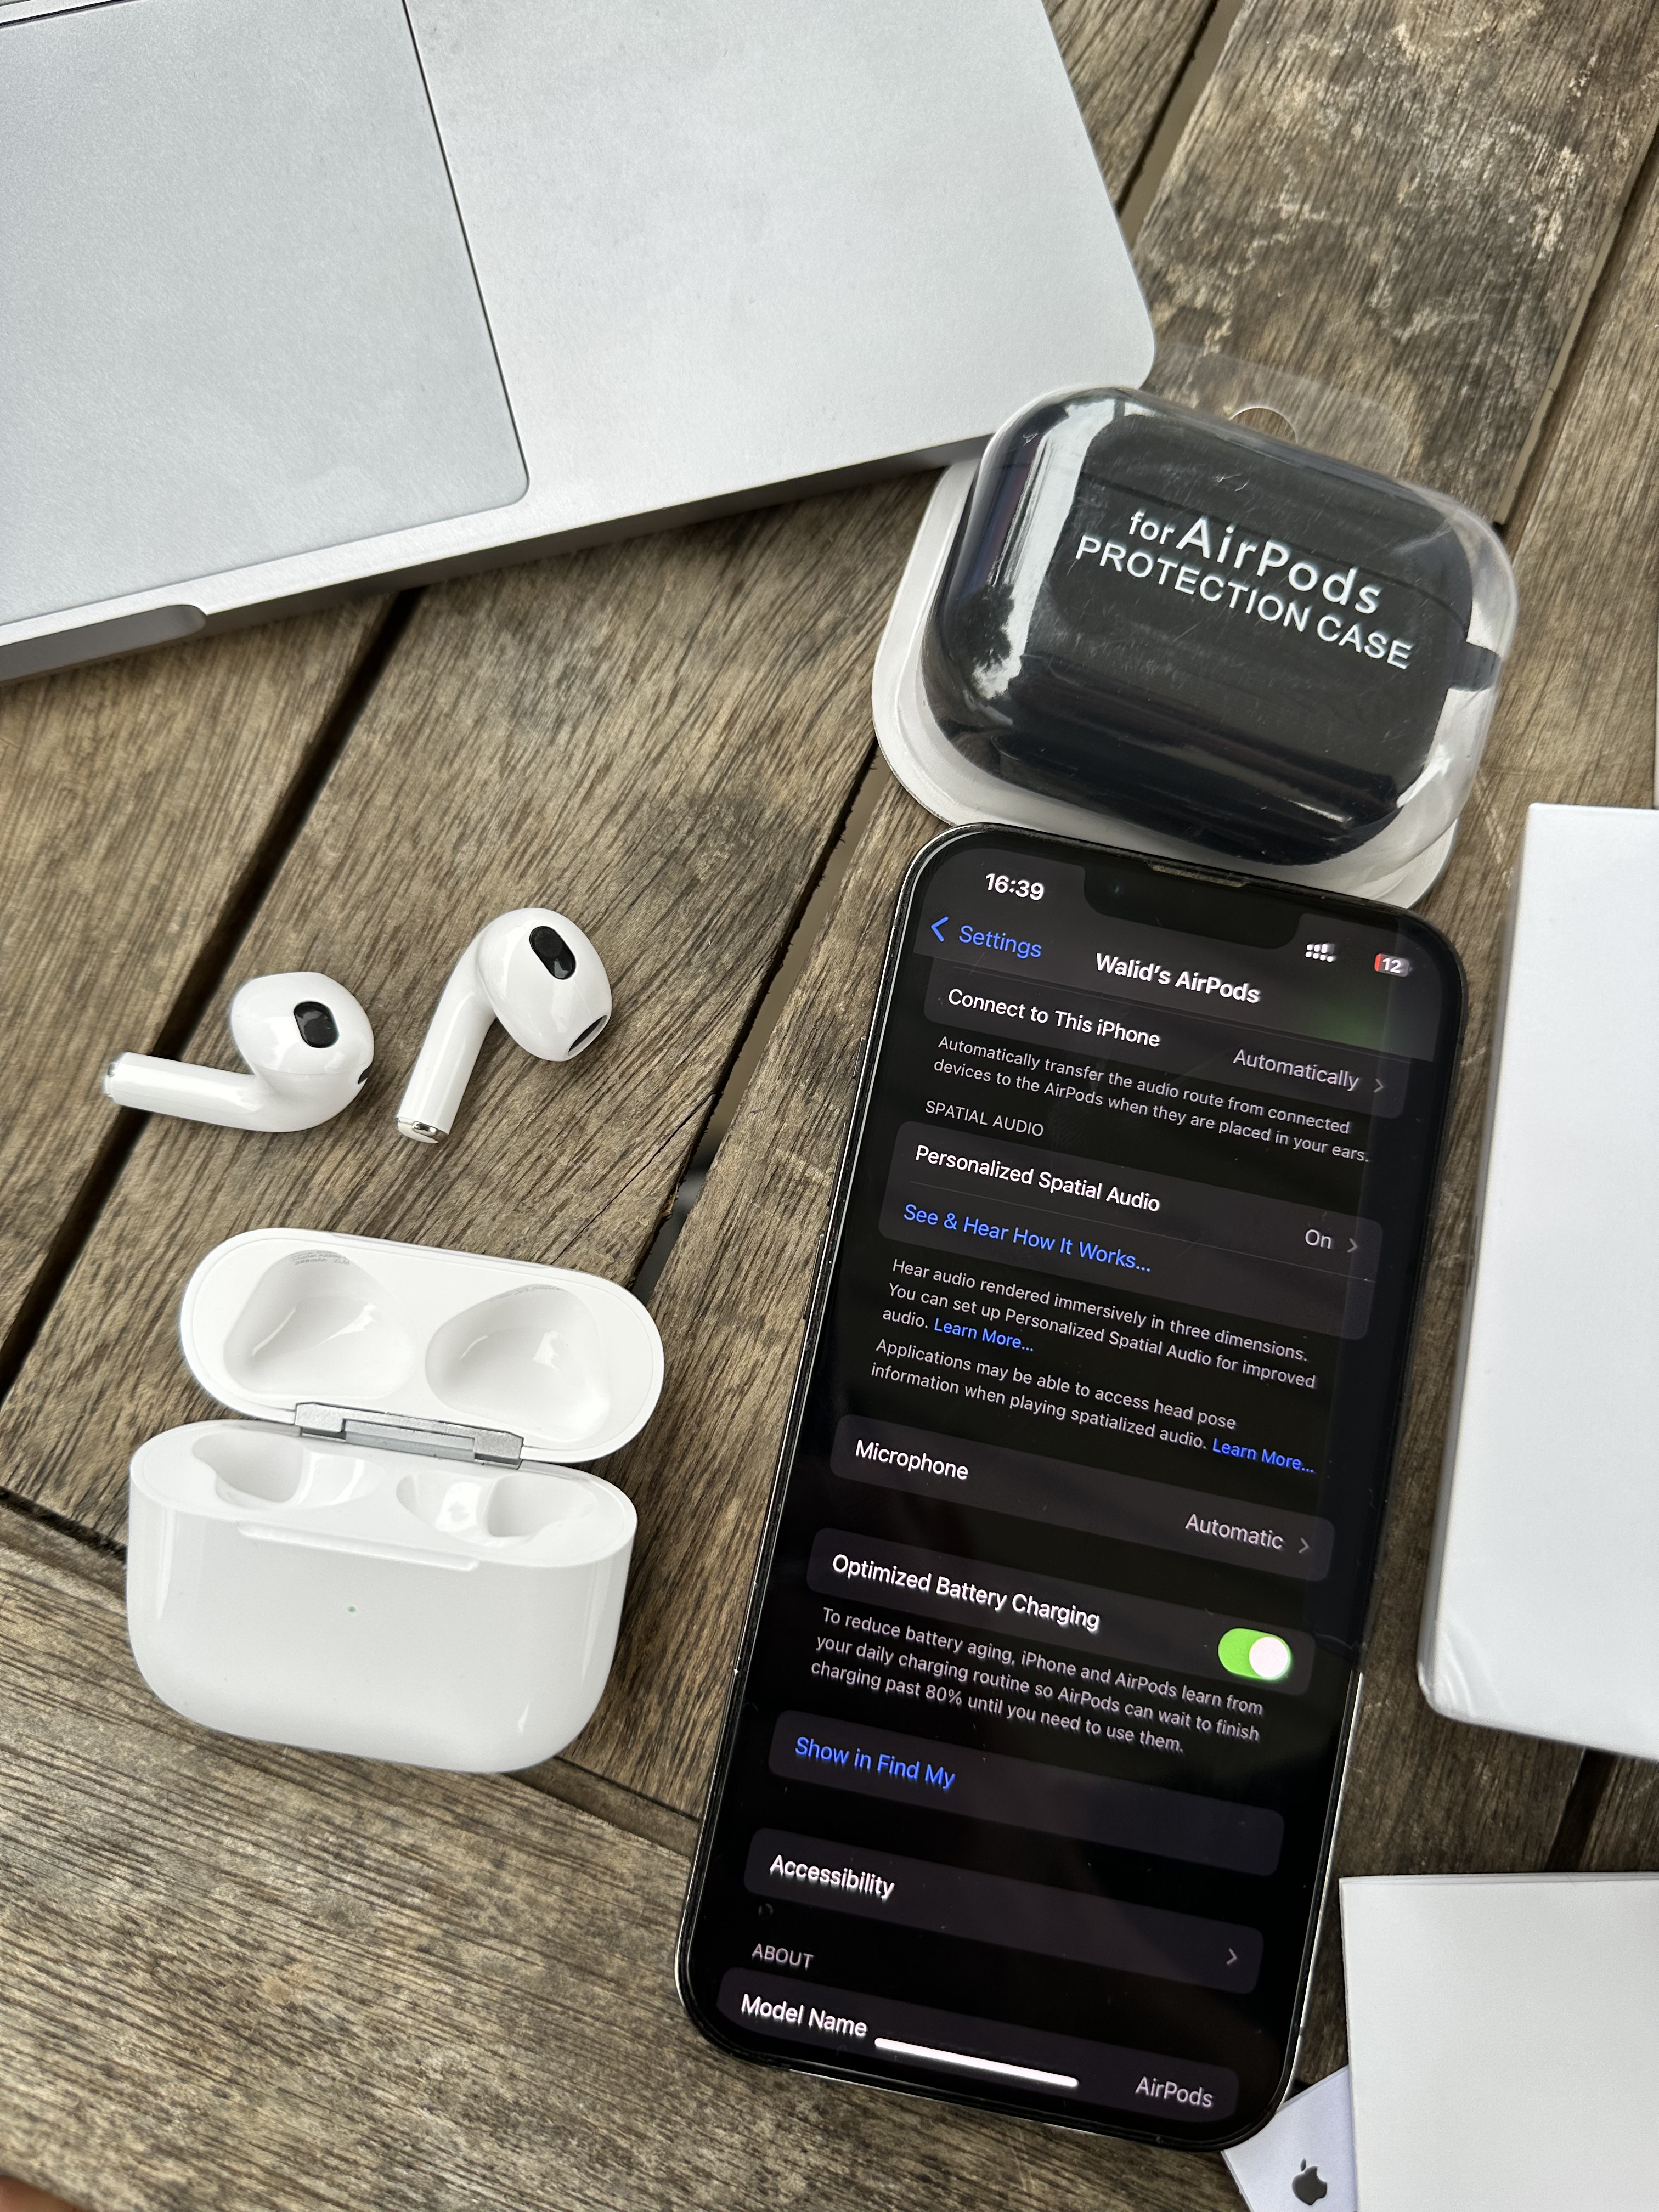 for AirPods
PROTECTION CASE
16:39
12
Settings
Walid's AirPods
Connect to This iPhone
Automatically
Automatically transfer the audio route from connected
devices to the AirPods when they are placed in your ears.
SPATIAL AUDIO
Personalized Spatial Audio
On
See & Hear How It Works...
Hear audio rendered immersively in three dimensions.
You can set up Personalized Spatial Audio for improved
audio. Learn More...
Applications may be able to access head pose
information when playing spatialized audio. Learn More...
Microphone
Automatic
Optimized Battery Charging
To reduce battery aging, iPhone and AirPods learn from
your daily charging routine so AirPods can wait to finish
charging past 80% until you need to use them.
Show in Find My
Accessibility
ABOUT
Model Name
AirPods